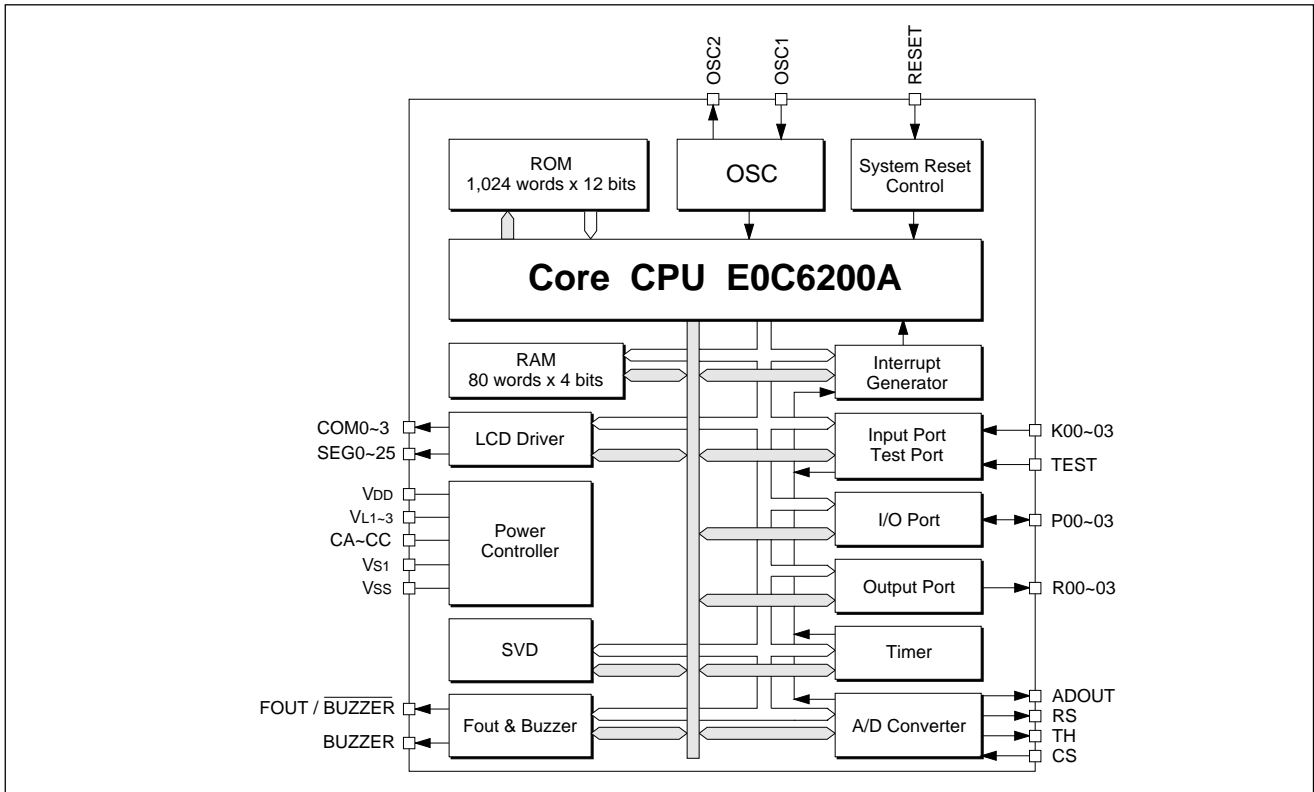 OSC2
OSC1
RESET
ROM
1,024 words x 12 bits
OSC
System Reset
Control
Core CPU E0C6200A
RAM
80 words x 4 bits
Interrupt
Generator
COM0~3
SEG0~25
LCD Driver
Input Port
Test Port
K00~03
TEST
VDD
VL1~3
CA~CC
VS1
VSS
Power
Controller
I/O Port
P00~03
Output Port
R00~03
SVD
Timer
FOUT / BUZZER
BUZZER
Fout & Buzzer
A/D Converter
ADOUT
RS
TH
CS